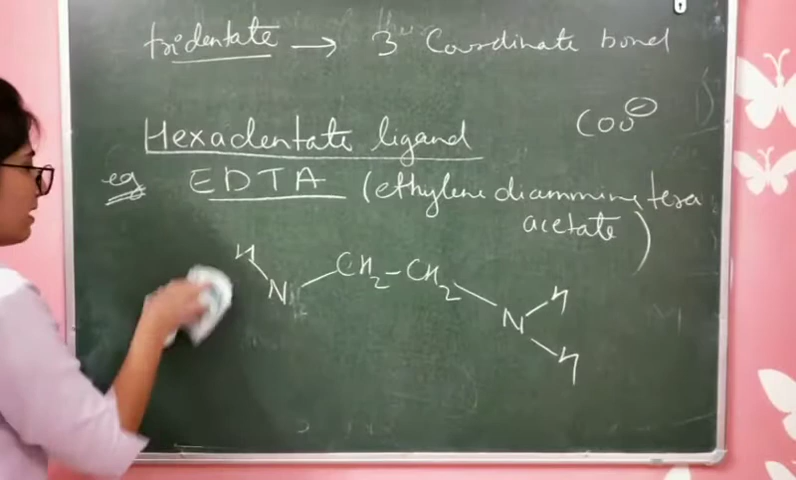 tridentate → 3 Coordinate bond
Hexadentate ligand
COO⊖
eg EDTA (ethylene diammine tetra
acetate)
H
N - CH2 - CH2
N
H
H